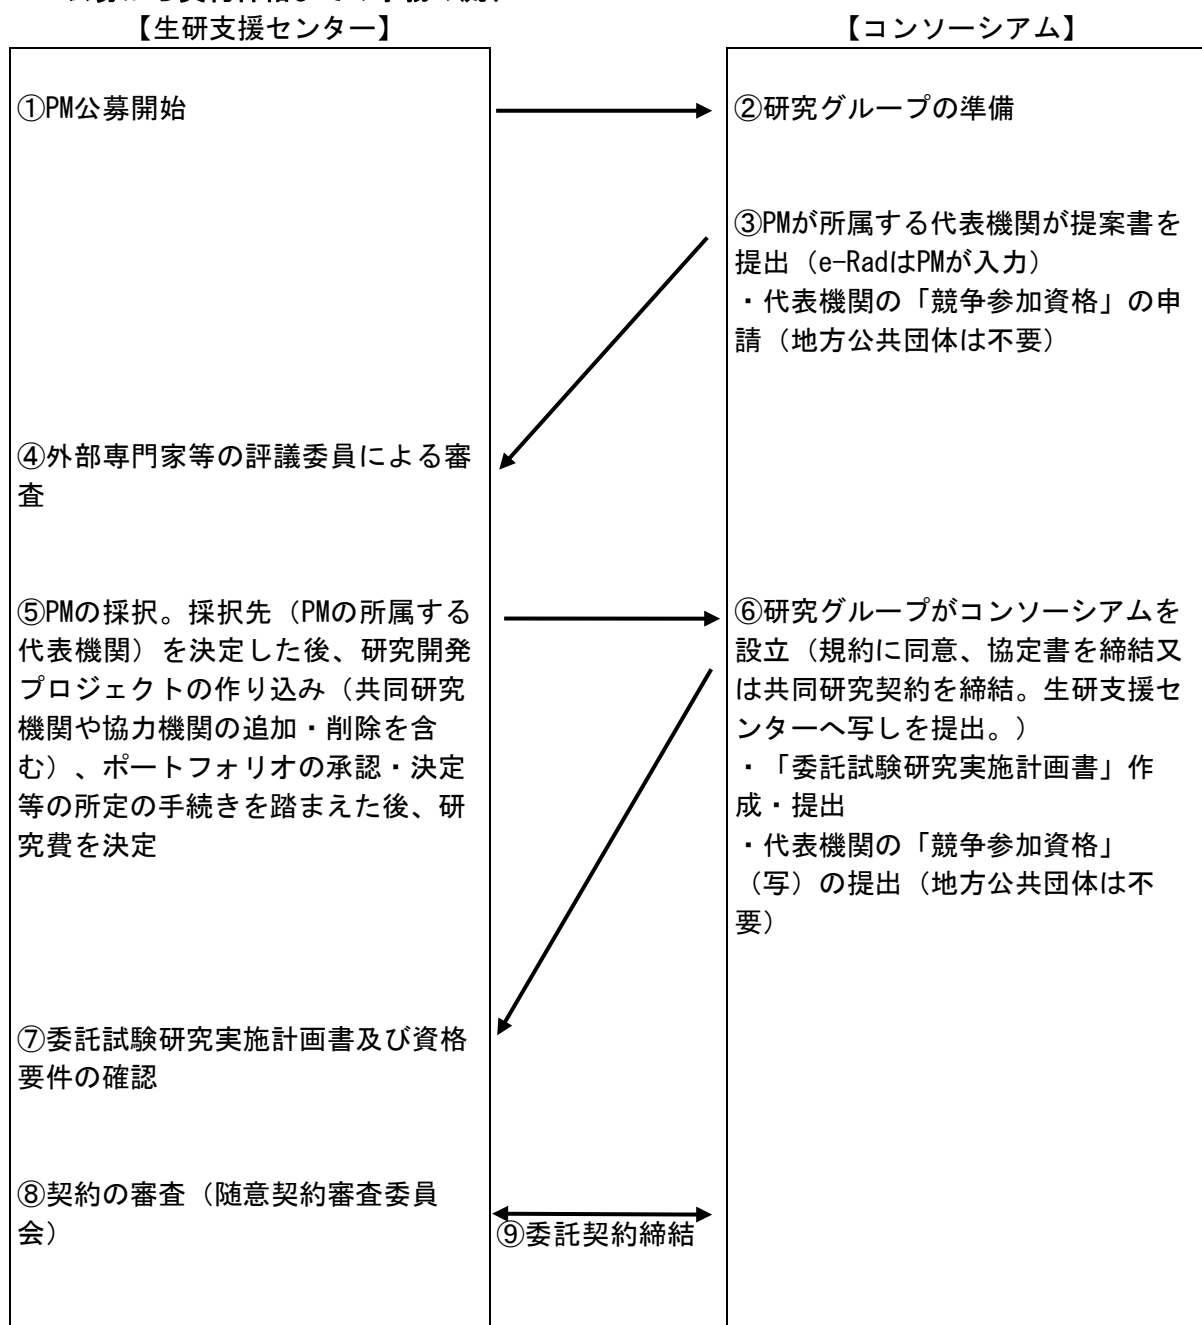 【生研支援センター】
【コンソーシアム】
①PM公募開始
②研究グループの準備
③PMが所属する代表機関が提案書を
提出（e-RadはPMが入力）
・代表機関の「競争参加資格」の申
請（地方公共団体は不要）
④外部専門家等の評議委員による審
査
⑤PMの採択。採択先（PMの所属する
代表機関）を決定した後、研究開発
プロジェクトの作り込み（共同研究
機関や協力機関の追加・削除を含
む）、ポートフォリオの承認・決定
等の所定の手続きを踏まえた後、研
究費を決定
⑥研究グループがコンソーシアムを
設立（規約に同意、協定書を締結又
は共同研究契約を締結。生研支援セ
ンターへ写しを提出。）
・「委託試験研究実施計画書」作
成・提出
・代表機関の「競争参加資格」
（写）の提出（地方公共団体は不
要）
⑦委託試験研究実施計画書及び資格
要件の確認
⑧契約の審査（随意契約審査委員
会）
⑨委託契約締結